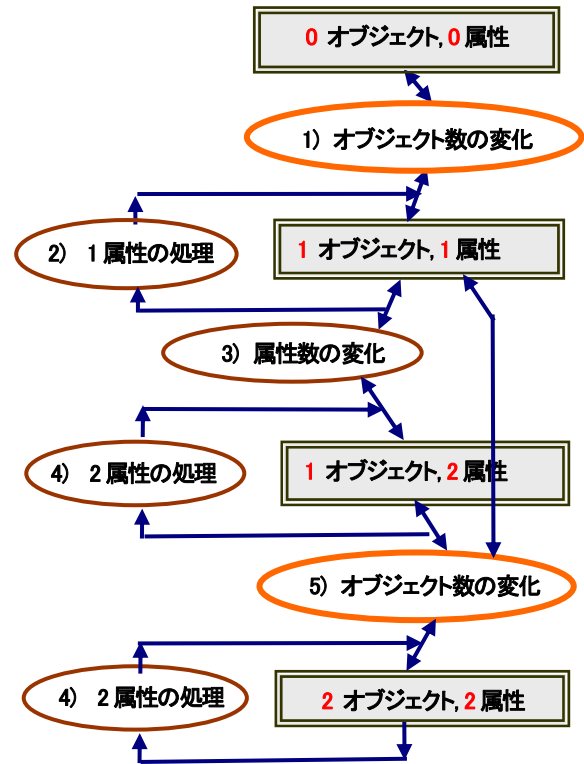 0 オブジェクト,0 属性
1) オブジェクト数の変化
2) 1 属性の処理
1 オブジェクト,1 属性
3) 属性数の変化
4) 2 属性の処理
1 オブジェクト,2 属性
5) オブジェクト数の変化
4) 2 属性の処理
2 オブジェクト,2 属性